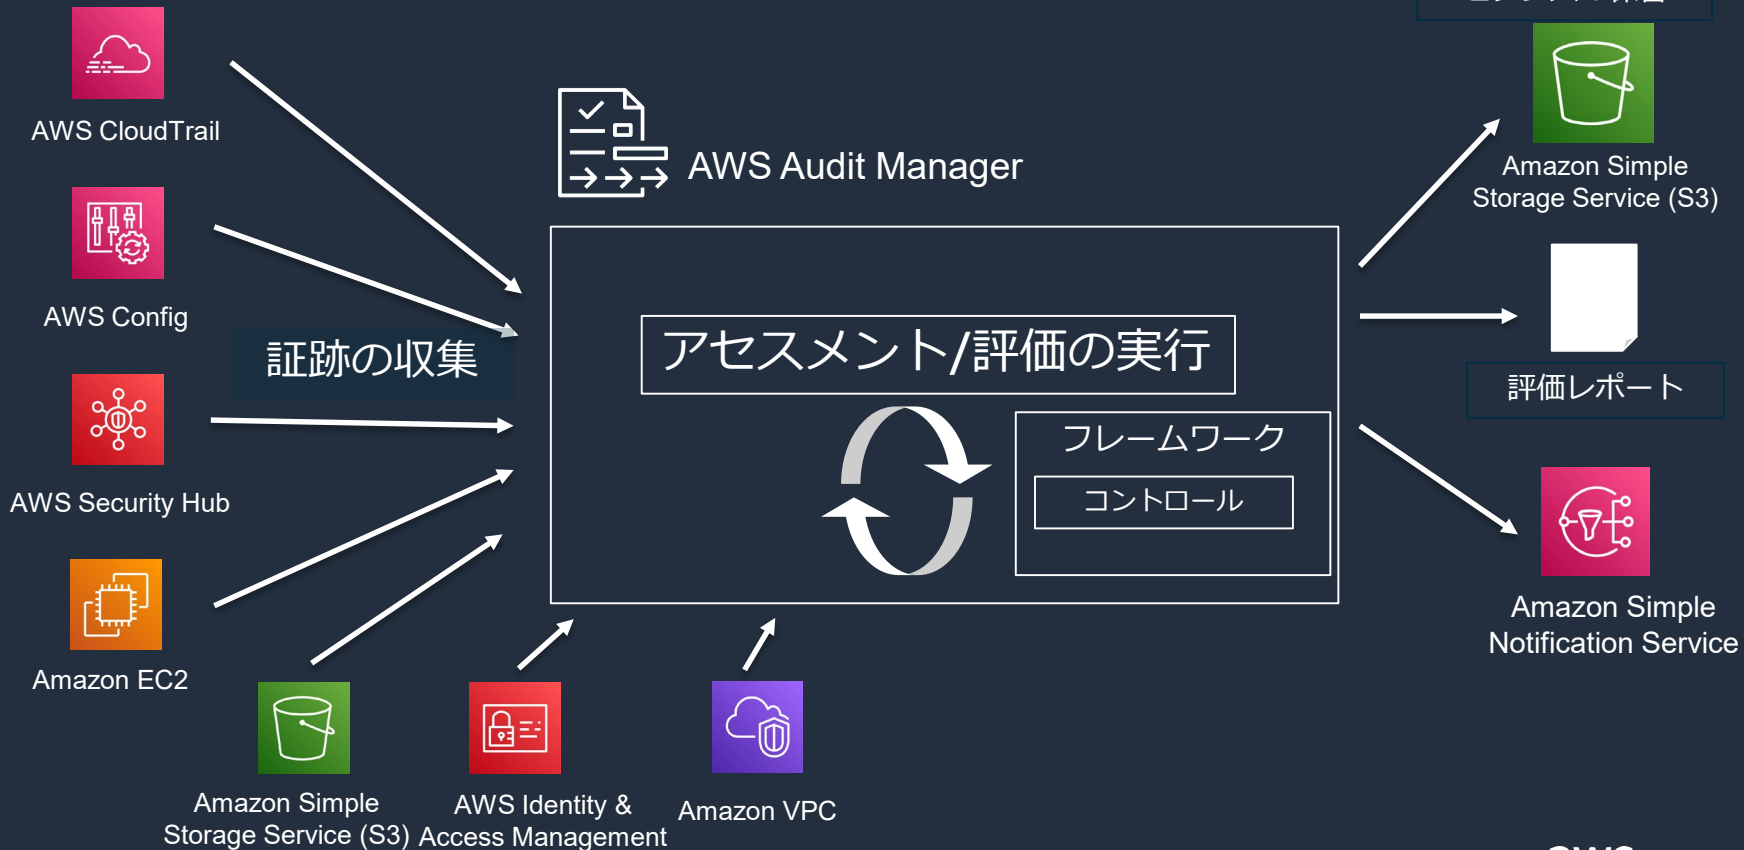 AWS CloudTrail
AWS Config
AWS Security Hub
Amazon EC2
証跡の収集
AWS Audit Manager
アセスメント/評価の実行
フレームワーク
コントロール
Amazon Simple
Storage Service (S3)
AWS Identity &
Access Management
Amazon VPC
Amazon Simple
Storage Service (S3)
評価レポート
Amazon Simple
Notification Service